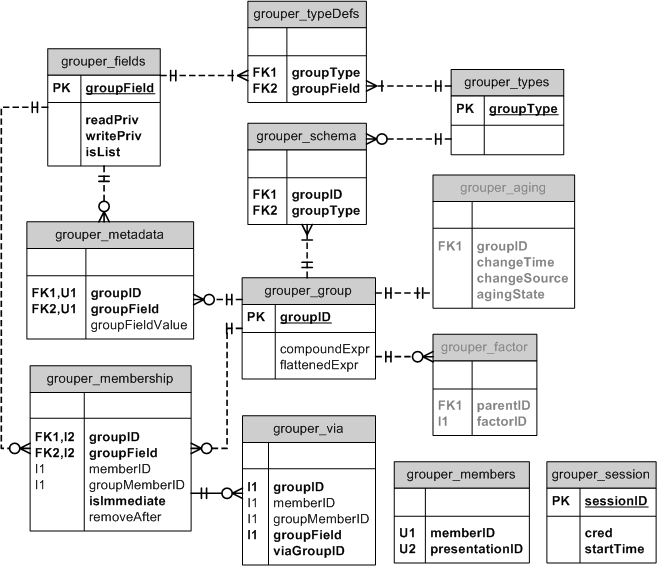 grouper_typeDefs
FK1 groupType
FK2 groupField
grouper_fields
PK groupField
readPriv
writePriv
isList
grouper_types
PK groupType
grouper_schema
FK1 groupID
FK2 groupType
grouper_aging
FK1 groupID
changeTime
changeSource
agingState
grouper_metadata
FK1,U1 groupID
FK2,U1 groupField
groupFieldValue
grouper_group
PK groupID
compoundExpr
flattenedExpr
grouper_factor
FK1 parentID
I1 factorID
grouper_membership
FK1,I2 groupID
FK2,I2 groupField
I1 memberID
I1 groupMemberID
isImmediate
removeAfter
grouper_via
I1 groupID
I1 memberID
I1 groupMemberID
I1 groupField
viaGroupID
grouper_members
U1 memberID
U2 presentationID
grouper_session
PK sessionID
cred
startTime